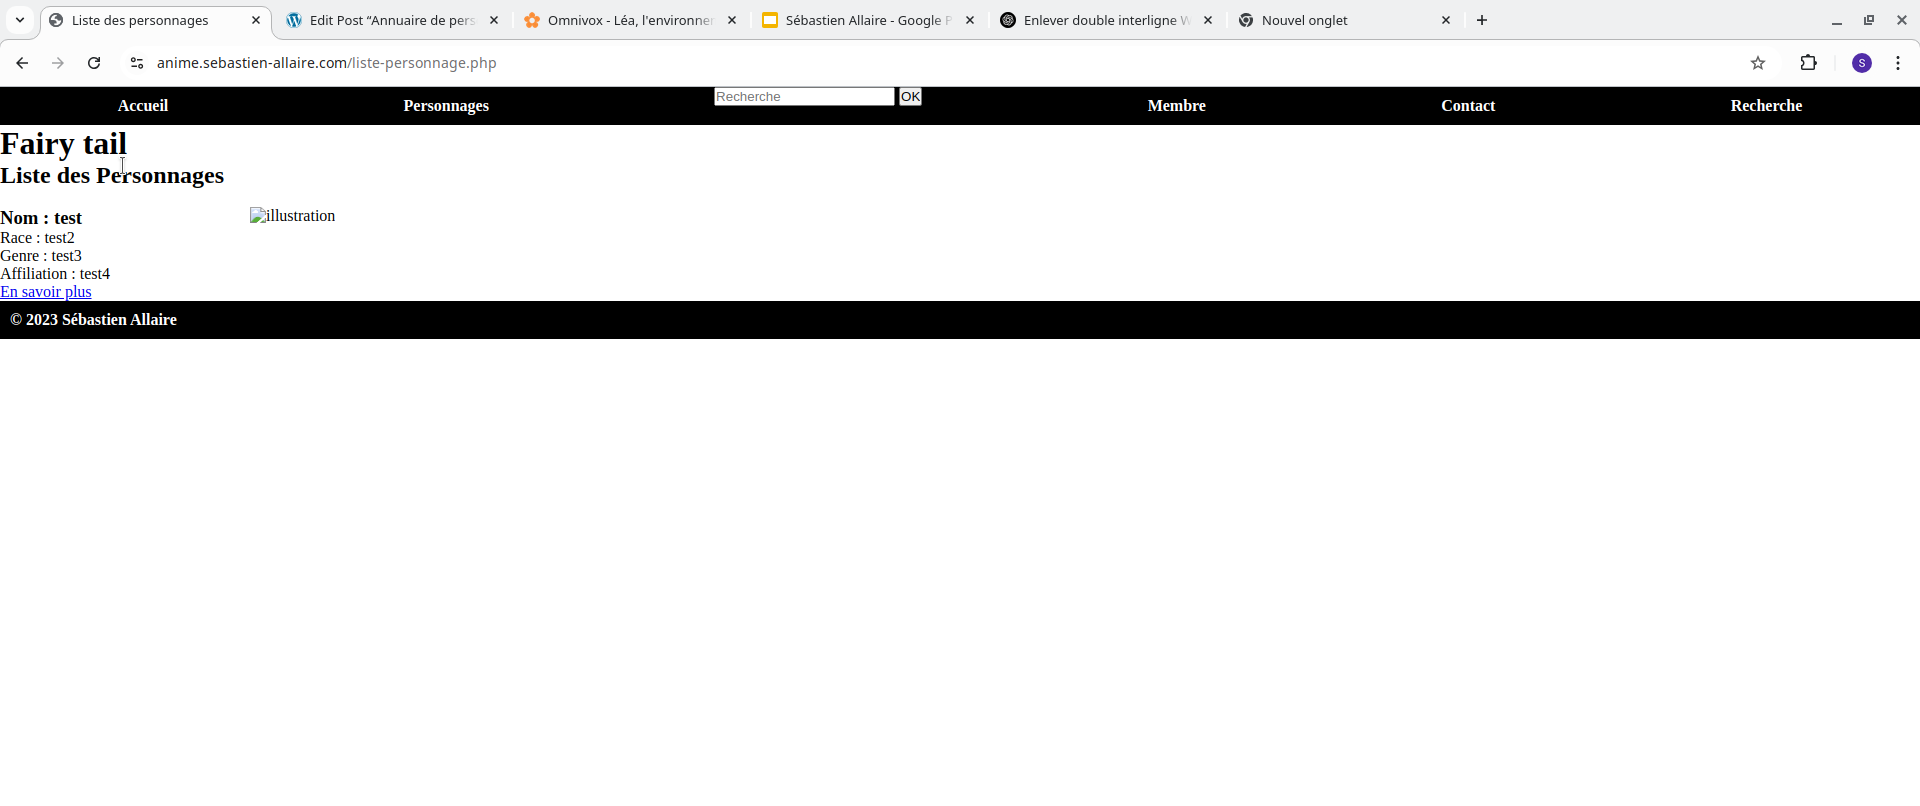 Liste des personnages
Edit Post “Annuaire de pers
Omnivox - Léa, l'environner
Sébastien Allaire - Google P
Enlever double interligne W
Nouvel onglet
anime.sebastien-allaire.com/liste-personnage.php
S
Accueil
Personnages
Recherche
OK
Membre
Contact
Recherche
Fairy tail
Liste des Personnages
Nom : test
illustration
Race : test2
Genre : test3
Affiliation : test4
En savoir plus
© 2023 Sébastien Allaire